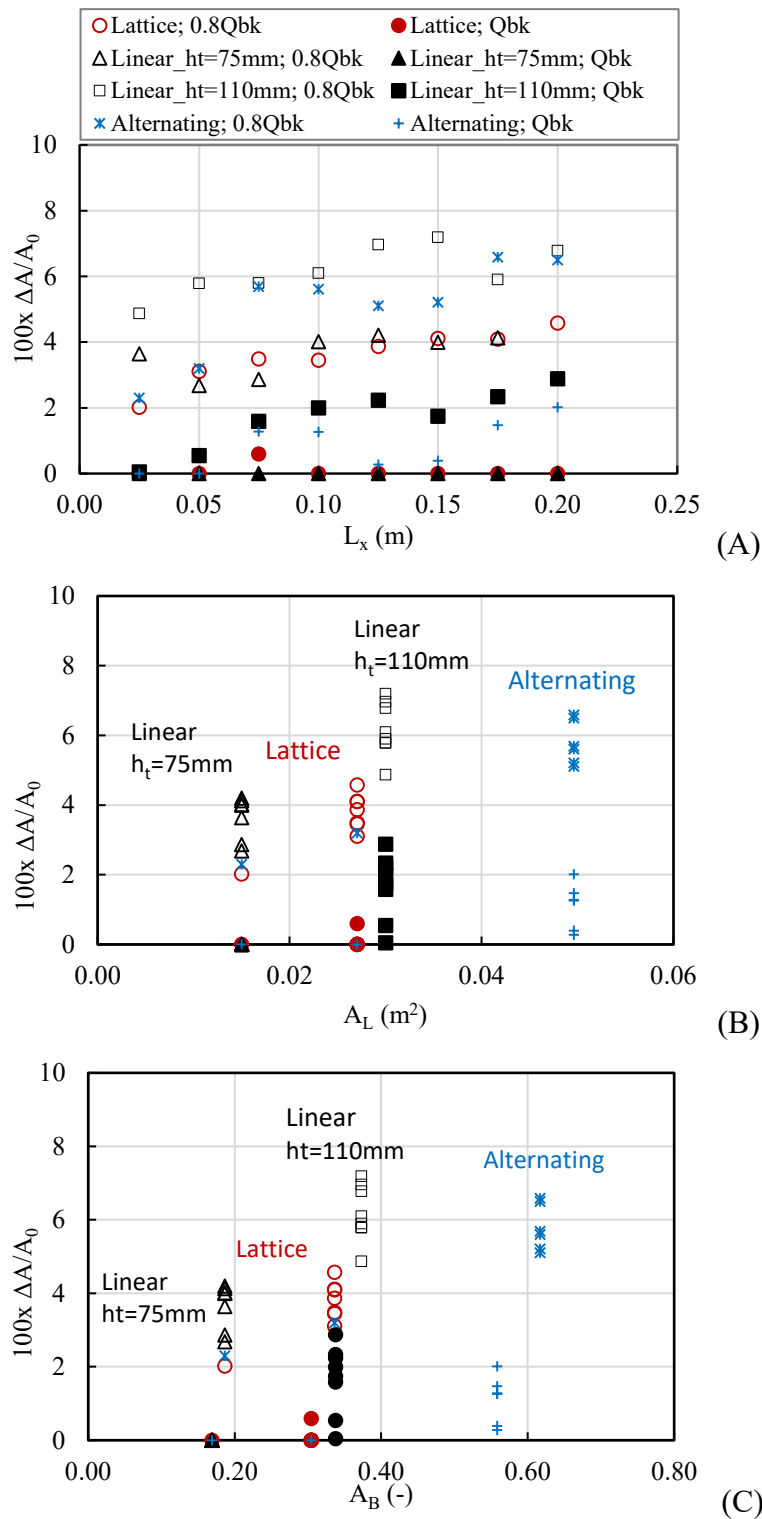 Lattice; 0.8Qbk Lattice; Qbk
Linear_ht=75mm; 0.8Qbk Linear_ht=75mm; Qbk
Linear_ht=110mm; 0.8Qbk Linear_ht=110mm; Qbk
Alternating; 0.8Qbk Alternating; Qbk
10
8
6
4
2
0
100x ΔA/A₀
0.00 0.05 0.10 0.15 0.20 0.25
Lₓ (m)
(A)
10
8
6
4
2
0
100x ΔA/A₀
Linear
hₜ=110mm
Alternating
Linear
hₜ=75mm
Lattice
0.00 0.02 0.04 0.06
A_L (m²)
(B)
10
8
6
4
2
0
100x ΔA/A₀
Linear
ht=110mm
Alternating
Lattice
Linear
ht=75mm
0.00 0.20 0.40 0.60 0.80
A_B (-)
(C)